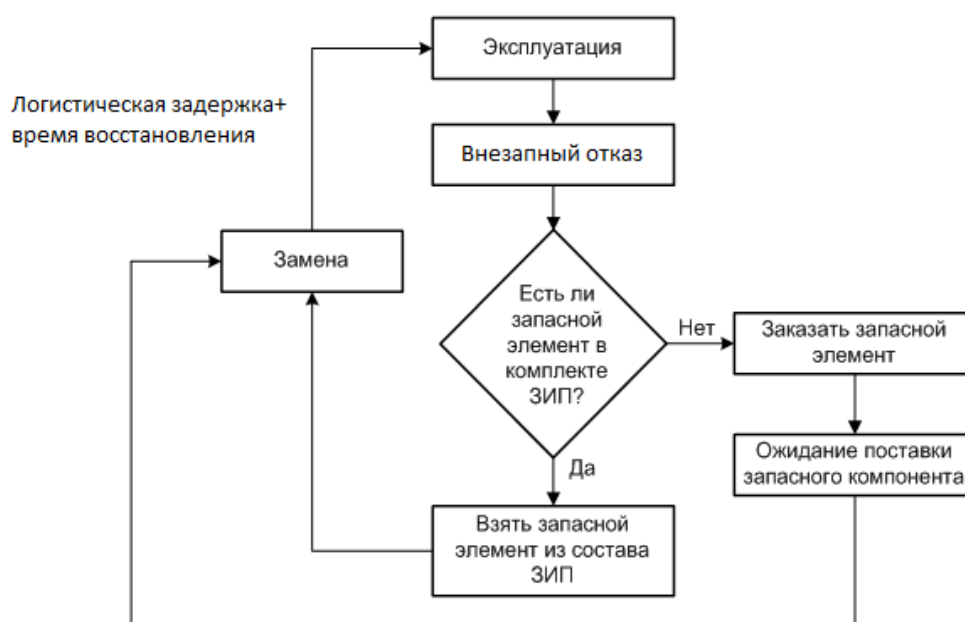 Эксплуатация
Логистическая задержка+
время восстановления
Внезапный отказ
Замена
Есть ли
запасной
элемент в
комплекте
ЗИП?
Нет
Заказать запасной
элемент
Ожидание поставки
запасного компонента
Да
Взять запасной
элемент из состава
ЗИП